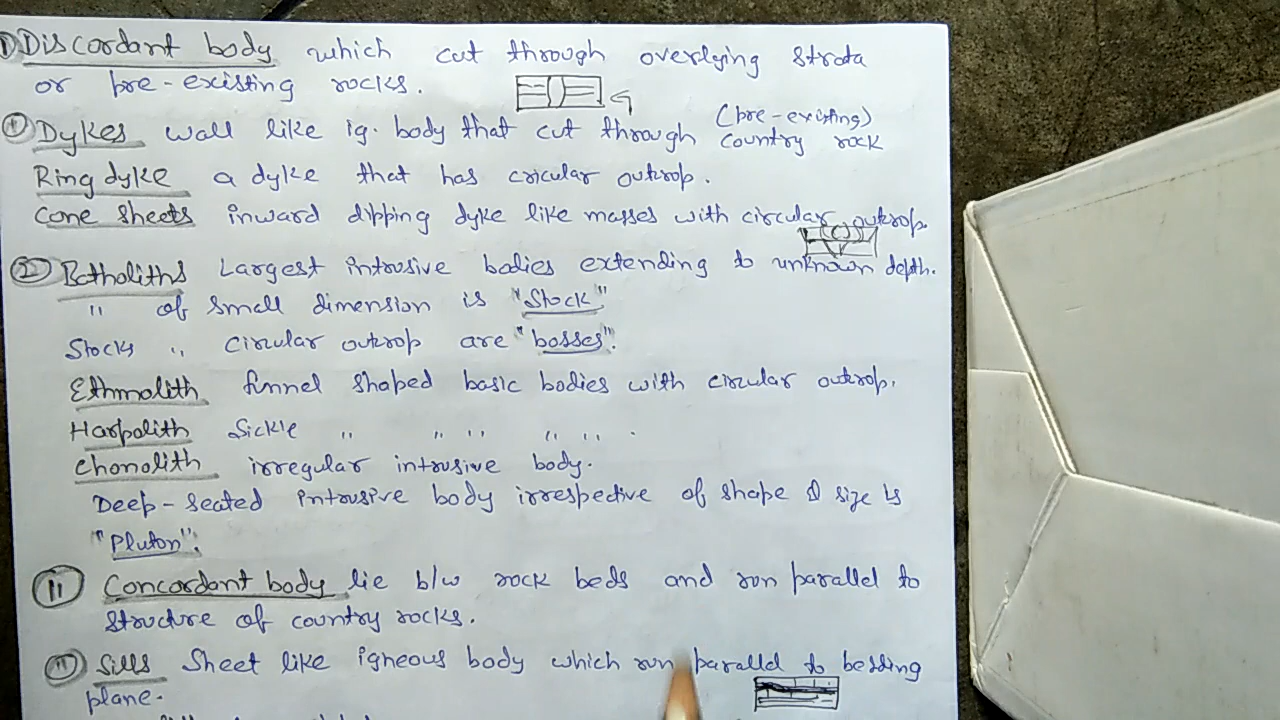 ① Discordant body which cut through overlying strata
or pre-existing rocks.
① Dykes wall like ig. body that cut through (pre-existing) country rock
Ring dyke a dyke that has circular outcrop.
Cone sheets inward dipping dyke like masses with circular outcrop.
② Batholiths Largest intrusive bodies extending to unknown depth.
" of small dimension is "Stock"
Stocks " circular outcrop are "bosses".
Ethmolith funnel shaped basic bodies with circular outcrop.
Harpolith Sickle " " " " " .
Chonolith irregular intrusive body.
Deep-seated intrusive body irrespective of shape & size is
"Pluton".
⑪ Concordant body lie b/w rock beds and run parallel to
structure of country rocks.
Sills Sheet like igneous body which run parallel to bedding
plane.